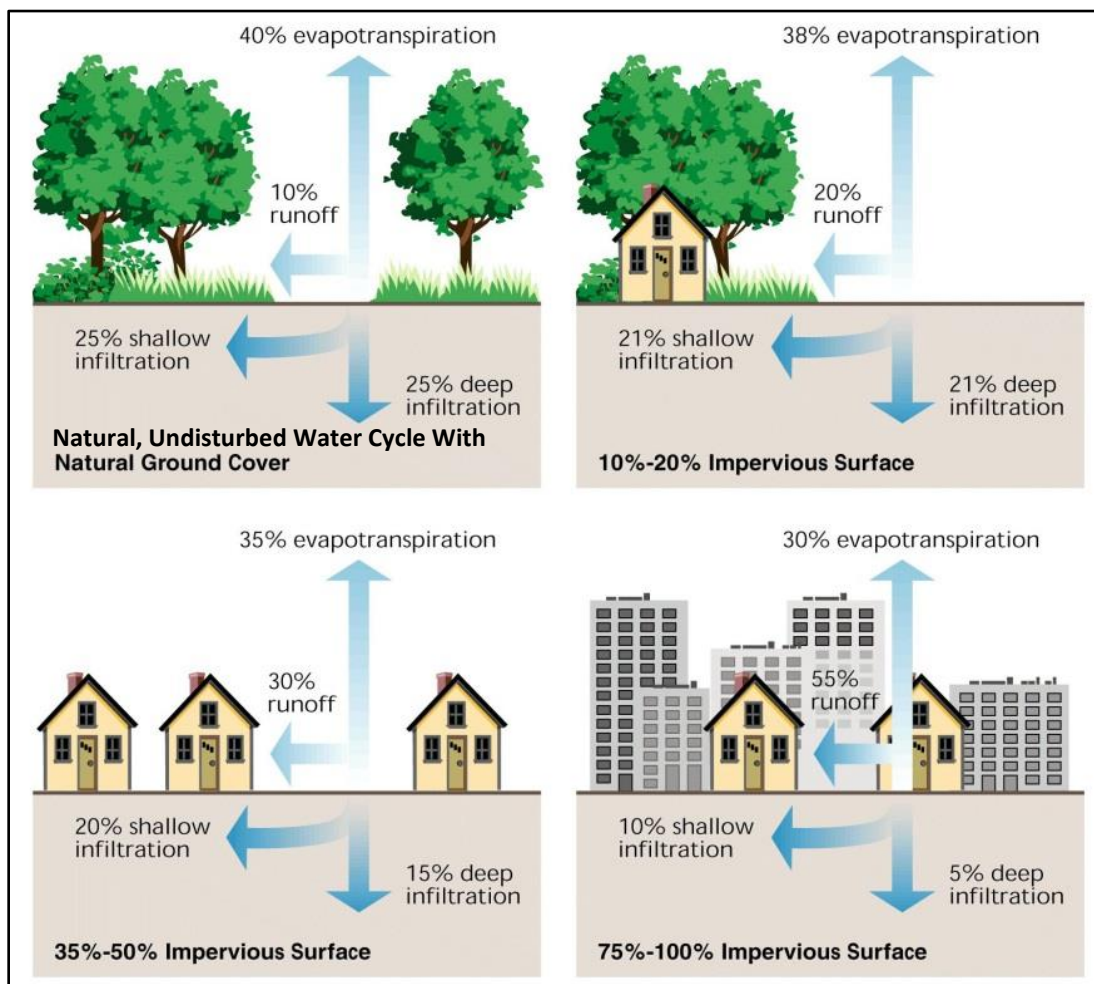 40% evapotranspiration
10%
runoff
25% shallow
infiltration
25% deep
infiltration
Natural, Undisturbed Water Cycle With
Natural Ground Cover
38% evapotranspiration
20%
runoff
21% shallow
infiltration
21% deep
infiltration
10%-20% Impervious Surface
35% evapotranspiration
30%
runoff
20% shallow
infiltration
15% deep
infiltration
35%-50% Impervious Surface
30% evapotranspiration
55%
runoff
10% shallow
infiltration
5% deep
infiltration
75%-100% Impervious Surface